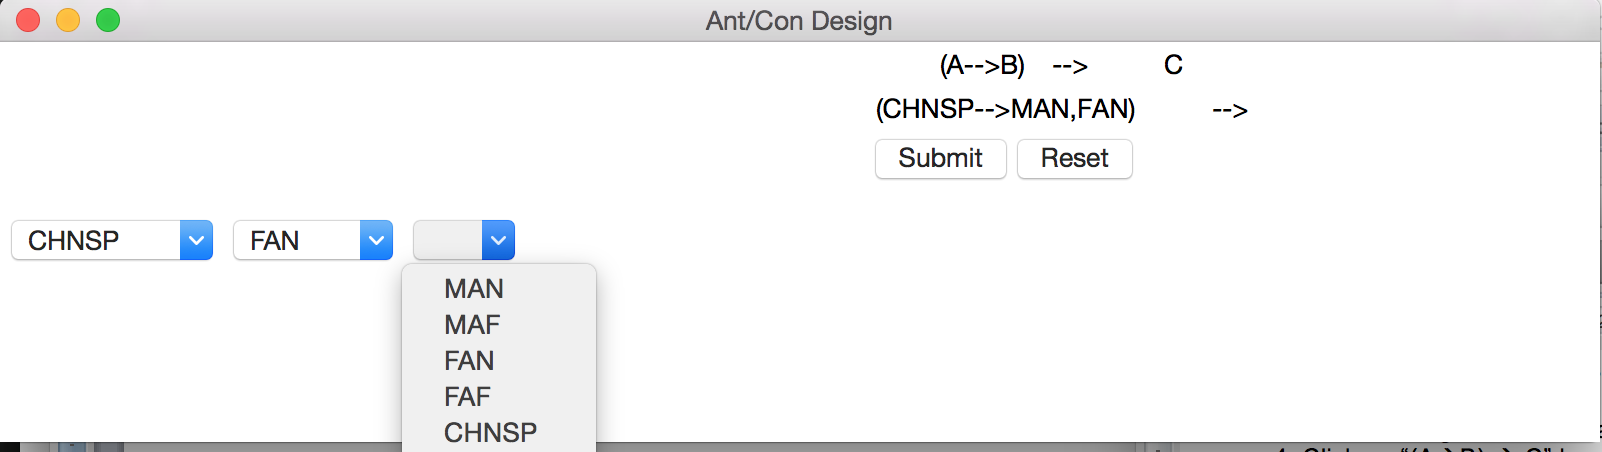 Ant/Con Design
(A-->B) --> C
(CHNSP-->MAN,FAN) -->
Submit Reset
CHNSP FAN
MAN
MAF
FAN
FAF
CHNSP